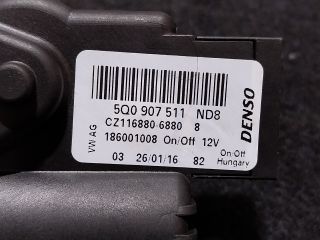 5Q0 907 511 ND8
CZ116880-6880 8
186001008 On/Off 12V
03 26/01/16 82
On/Off
Hungary
VW AG
DENSO